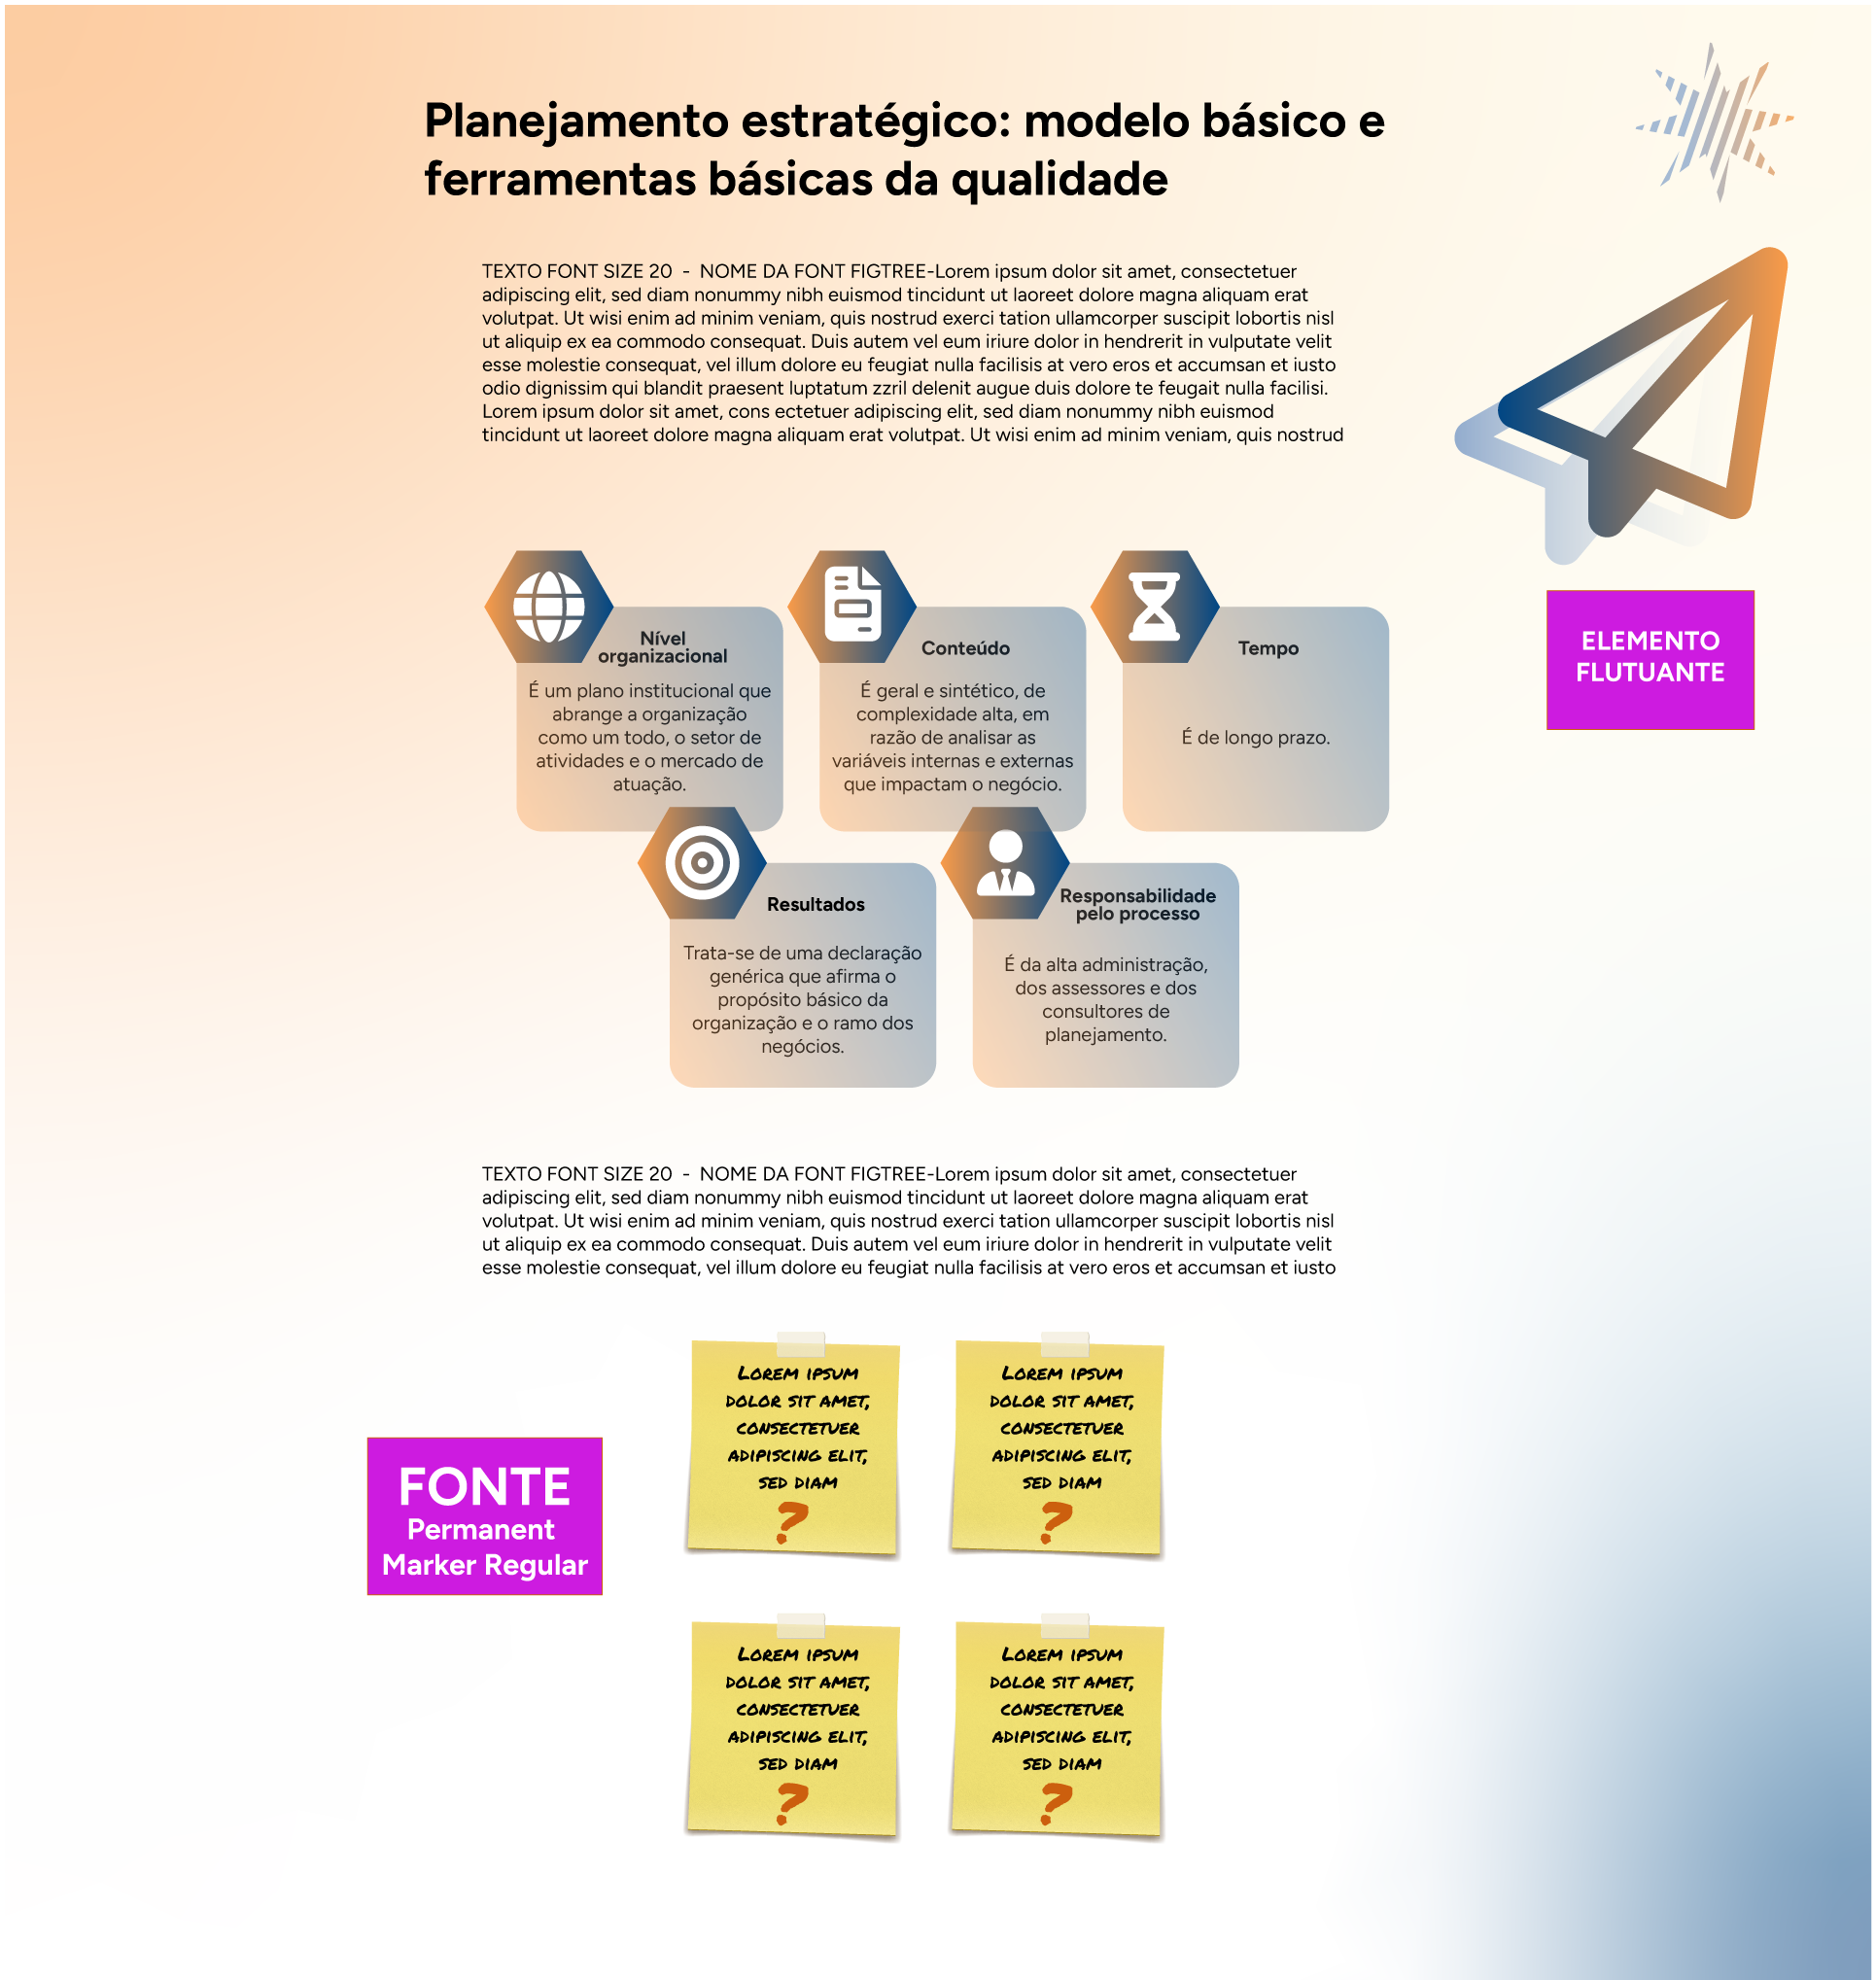 Planejamento estratégico: modelo básico e
ferramentas básicas da qualidade
TEXTO FONT SIZE 20 - NOME DA FONT FIGTREE-Lorem ipsum dolor sit amet, consectetuer
adipiscing elit, sed diam nonummy nibh euismod tincidunt ut laoreet dolore magna aliquam erat
volutpat. Ut wisi enim ad minim veniam, quis nostrud exerci tation ullamcorper suscipit lobortis nisl
ut aliquip ex ea commodo consequat. Duis autem vel eum iriure dolor in hendrerit in vulputate velit
esse molestie consequat, vel illum dolore eu feugiat nulla facilisis at vero eros et accumsan et iusto
odio dignissim qui blandit praesent luptatum zzril delenit augue duis dolore te feugait nulla facilisi.
Lorem ipsum dolor sit amet, cons ectetuer adipiscing elit, sed diam nonummy nibh euismod
tincidunt ut laoreet dolore magna aliquam erat volutpat. Ut wisi enim ad minim veniam, quis nostrud
ELEMENTO
FLUTUANTE
Nível
organizacional
É um plano institucional que
abrange a organização
como um todo, o setor de
atividades e o mercado de
atuação.
Conteúdo
É geral e sintético, de
complexidade alta, em
razão de analisar as
variáveis internas e externas
que impactam o negócio.
Tempo
É de longo prazo.
Resultados
Trata-se de uma declaração
genérica que afirma o
propósito básico da
organização e o ramo dos
negócios.
Responsabilidade
pelo processo
É da alta administração,
dos assessores e dos
consultores de
planejamento.
TEXTO FONT SIZE 20 - NOME DA FONT FIGTREE-Lorem ipsum dolor sit amet, consectetuer
adipiscing elit, sed diam nonummy nibh euismod tincidunt ut laoreet dolore magna aliquam erat
volutpat. Ut wisi enim ad minim veniam, quis nostrud exerci tation ullamcorper suscipit lobortis nisl
ut aliquip ex ea commodo consequat. Duis autem vel eum iriure dolor in hendrerit in vulputate velit
esse molestie consequat, vel illum dolore eu feugiat nulla facilisis at vero eros et accumsan et iusto
FONTE
Permanent
Marker Regular
Lorem ipsum
dolor sit amet,
consectetuer
adipiscing elit,
sed diam
?
Lorem ipsum
dolor sit amet,
consectetuer
adipiscing elit,
sed diam
?
Lorem ipsum
dolor sit amet,
consectetuer
adipiscing elit,
sed diam
?
Lorem ipsum
dolor sit amet,
consectetuer
adipiscing elit,
sed diam
?